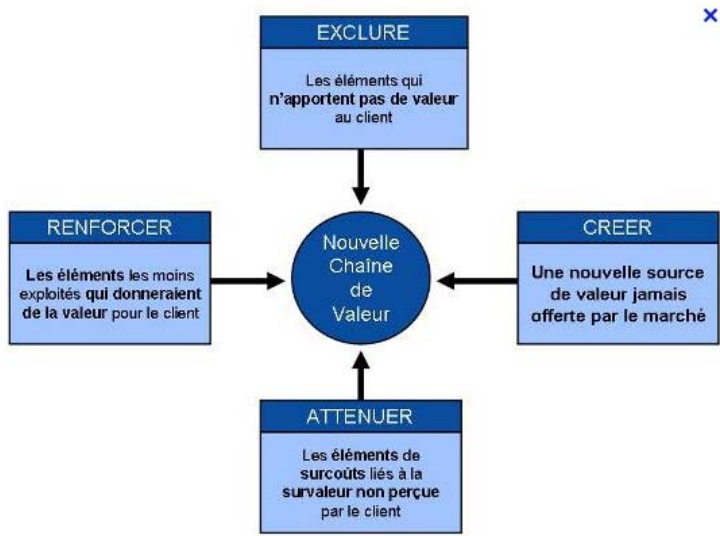 EXCLURE
Les éléments qui
n'apportent pas de valeur
au client
RENFORCER
Les éléments les moins
exploités qui donneraient
de la valeur pour le client
Nouvelle
Chaîne
de
Valeur
CREER
Une nouvelle source
de valeur jamais
offerte par le marché
ATTENUER
Les éléments de
surcoûts liés à la
survaleur non perçue
par le client